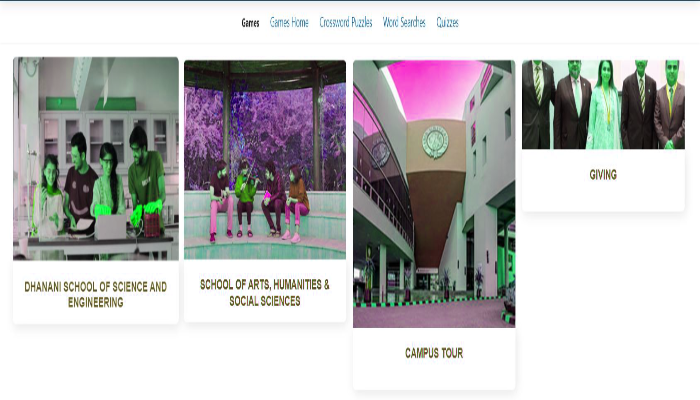 Games Games Home Crossword Puzzles Word Searches Quizzes
DHANANI SCHOOL OF SCIENCE AND
ENGINEERING
SCHOOL OF ARTS, HUMANITIES &
SOCIAL SCIENCES
CAMPUS TOUR
GIVING